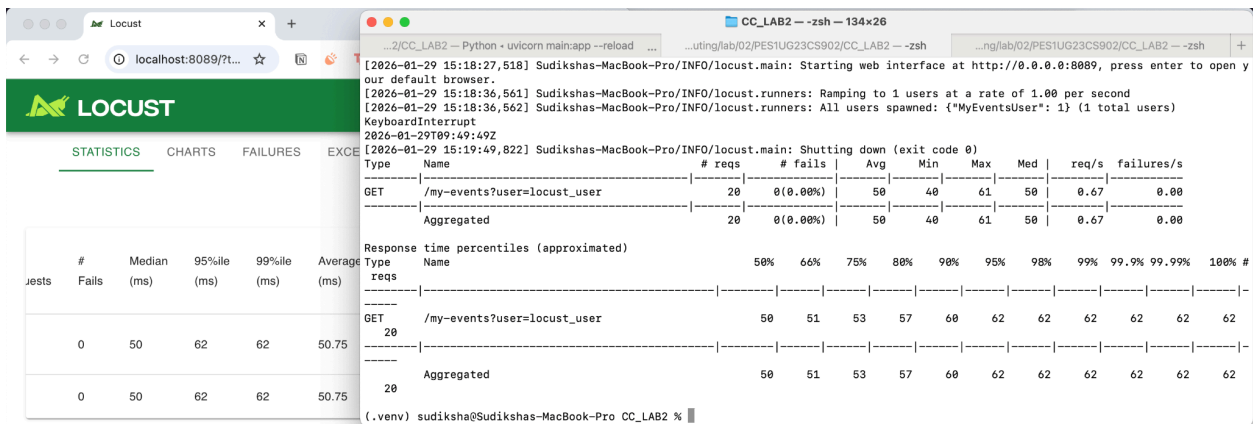 Locust
localhost:8089/?t...
LOCUST
STATISTICS CHARTS FAILURES EXCE
# Median 95%ile 99%ile Average
uests Fails (ms) (ms) (ms) (ms)
0 50 62 62 50.75
0 50 62 62 50.75
CC_LAB2 — -zsh — 134×26
...2/CC_LAB2 — Python ◂ uvicorn main:app --reload ... ...uting/lab/02/PES1UG23CS902/CC_LAB2 — -zsh ...ng/lab/02/PES1UG23CS902/CC_LAB2 — -zsh +
[2026-01-29 15:18:27,518] Sudikshas-MacBook-Pro/INFO/locust.main: Starting web interface at http://0.0.0.0:8089, press enter to open y
our default browser.
[2026-01-29 15:18:36,561] Sudikshas-MacBook-Pro/INFO/locust.runners: Ramping to 1 users at a rate of 1.00 per second
[2026-01-29 15:18:36,562] Sudikshas-MacBook-Pro/INFO/locust.runners: All users spawned: {"MyEventsUser": 1} (1 total users)
KeyboardInterrupt
2026-01-29T09:49:49Z
[2026-01-29 15:19:49,822] Sudikshas-MacBook-Pro/INFO/locust.main: Shutting down (exit code 0)
Type Name # reqs # fails | Avg Min Max Med | req/s failures/s
--------|------------------------------------|-------|-------------|-------|-------|-------|-------|--------|-----------
GET /my-events?user=locust_user 20 0(0.00%) | 50 40 61 50 | 0.67 0.00
--------|------------------------------------|-------|-------------|-------|-------|-------|-------|--------|-----------
Aggregated 20 0(0.00%) | 50 40 61 50 | 0.67 0.00
Response time percentiles (approximated)
Type Name 50% 66% 75% 80% 90% 95% 98% 99% 99.9% 99.99% 100% #
reqs
--------|--------------------------------------|--------|------|------|------|------|------|------|------|------|------|------|-
-----
GET /my-events?user=locust_user 50 51 53 57 60 62 62 62 62 62 62
20
--------|--------------------------------------|--------|------|------|------|------|------|------|------|------|------|------|-
-----
Aggregated 50 51 53 57 60 62 62 62 62 62 62
20
(.venv) sudiksha@Sudikshas-MacBook-Pro CC_LAB2 %